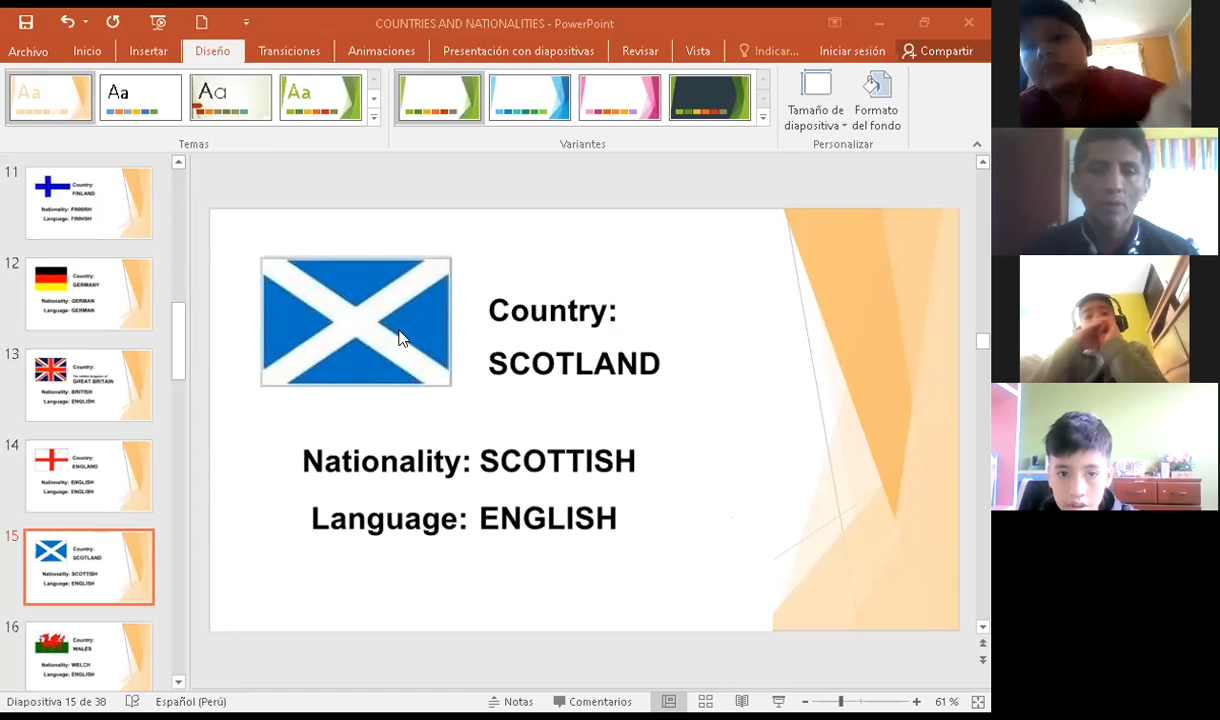 COUNTRIES AND NATIONALITIES - PowerPoint
Archivo Inicio Insertar Diseño Transiciones Animaciones Presentación con diapositivas Revisar Vista Indicar... Iniciar sesión Compartir
Aa Aa Aa Aa
Tamaño de diapositiva
Formato del fondo
Temas Variantes Personalizar
11
Country:
FINLAND
Nationality: FINNISH
Language: FINNISH
12
Country:
GERMANY
Nationality: GERMAN
Language: GERMAN
13
Country:
The United Kingdom of
GREAT BRITAIN
Nationality: BRITISH
Language: ENGLISH
14
Country:
ENGLAND
Nationality: ENGLISH
Language: ENGLISH
15
Country:
SCOTLAND
Nationality: SCOTTISH
Language: ENGLISH
16
Country:
WALES
Nationality: WELCH
Language: ENGLISH
Country:
SCOTLAND
Nationality: SCOTTISH
Language: ENGLISH
Diapositiva 15 de 38 Español (Perú) Notas Comentarios 61 %